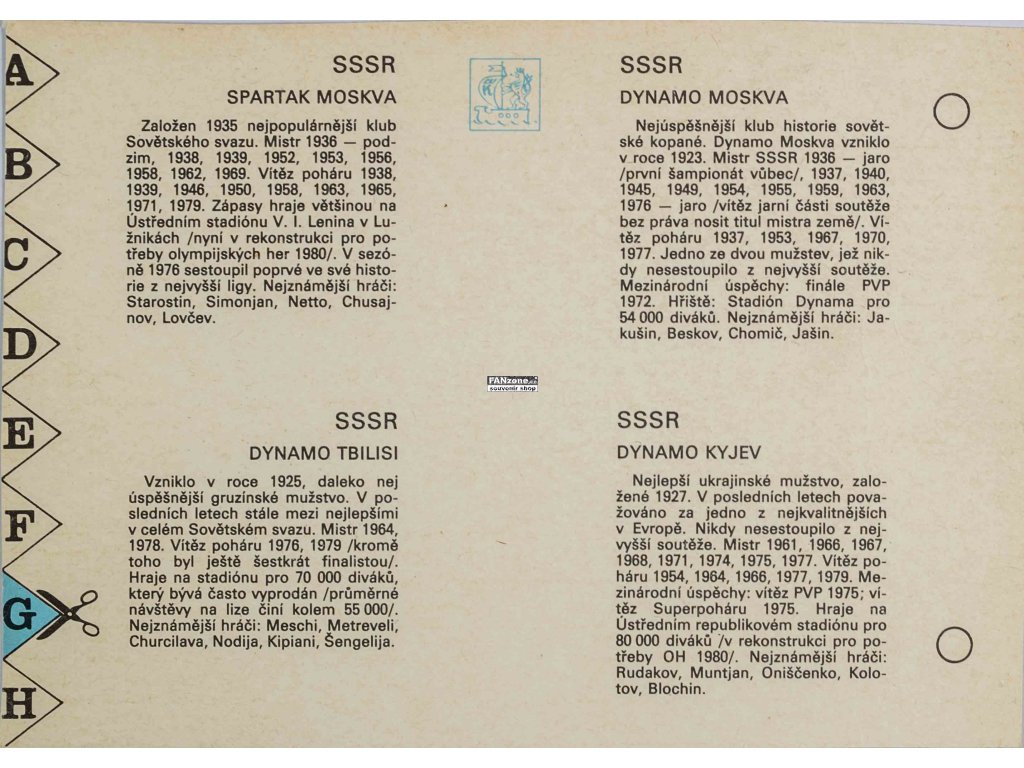 A
B
C
D
E
F
G
H
SSSR
SPARTAK MOSKVA
Založen 1935 nejpopulárnější klub
Sovětského svazu. Mistr 1936 — pod-
zim, 1938, 1939, 1952, 1953, 1956,
1958, 1962, 1969. Vítěz poháru 1938,
1939, 1946, 1950, 1958, 1963, 1965,
1971, 1979. Zápasy hraje většinou na
Ústředním stadiónu V. I. Lenina v Lu-
žnikách /nyní v rekonstrukci pro po-
třeby olympijských her 1980/. V sezó-
ně 1976 sestoupil poprvé ve své histo-
rie z nejvyšší ligy. Nejznámější hráči:
Starostin, Simonjan, Netto, Chusaj-
nov, Lovčev.
SSSR
DYNAMO MOSKVA
Nejúspěšnější klub historie sovět-
ské kopané. Dynamo Moskva vzniklo
v roce 1923. Mistr SSSR 1936 — jaro
/první šampionát vůbec/, 1937, 1940,
1945, 1949, 1954, 1955, 1959, 1963,
1976 — jaro /vítěz jarní části soutěže
bez práva nosit titul mistra země/. Ví-
těz poháru 1937, 1953, 1967, 1970,
1977. Jedno ze dvou mužstev, jež nik-
dy nesestoupilo z nejvyšší soutěže.
Mezinárodní úspěchy: finále PVP
1972. Hřiště: Stadión Dynama pro
54 000 diváků. Nejznámější hráči: Ja-
kušin, Beskov, Chomič, Jašin.
FANzone.cz
souvenir shop
SSSR
DYNAMO TBILISI
Vzniklo v roce 1925, daleko nej
úspěšnější gruzínské mužstvo. V po-
sledních letech stále mezi nejlepšími
v celém Sovětském svazu. Mistr 1964,
1978. Vítěz poháru 1976, 1979 /kromě
toho byl ještě šestkrát finalistou/.
Hraje na stadiónu pro 70 000 diváků,
který bývá často vyprodán /průměrné
návštěvy na lize činí kolem 55 000/.
Nejznámější hráči: Meschi, Metreveli,
Churcilava, Nodija, Kipiani, Šengelija.
SSSR
DYNAMO KYJEV
Nejlepší ukrajinské mužstvo, zalo-
žené 1927. V posledních letech pova-
žováno za jedno z nejkvalitnějších
v Evropě. Nikdy nesestoupilo z nej-
vyšší soutěže. Mistr 1961, 1966, 1967,
1968, 1971, 1974, 1975, 1977. Vítěz po-
háru 1954, 1964, 1966, 1977, 1979. Me-
zinárodní úspěchy: vítěz PVP 1975; ví-
těz Superpoháru 1975. Hraje na
Ústředním republikovém stadiónu pro
80 000 diváků /v rekonstrukci pro po-
třeby OH 1980/. Nejznámější hráči:
Rudakov, Muntjan, Oniščenko, Kolo-
tov, Blochin.